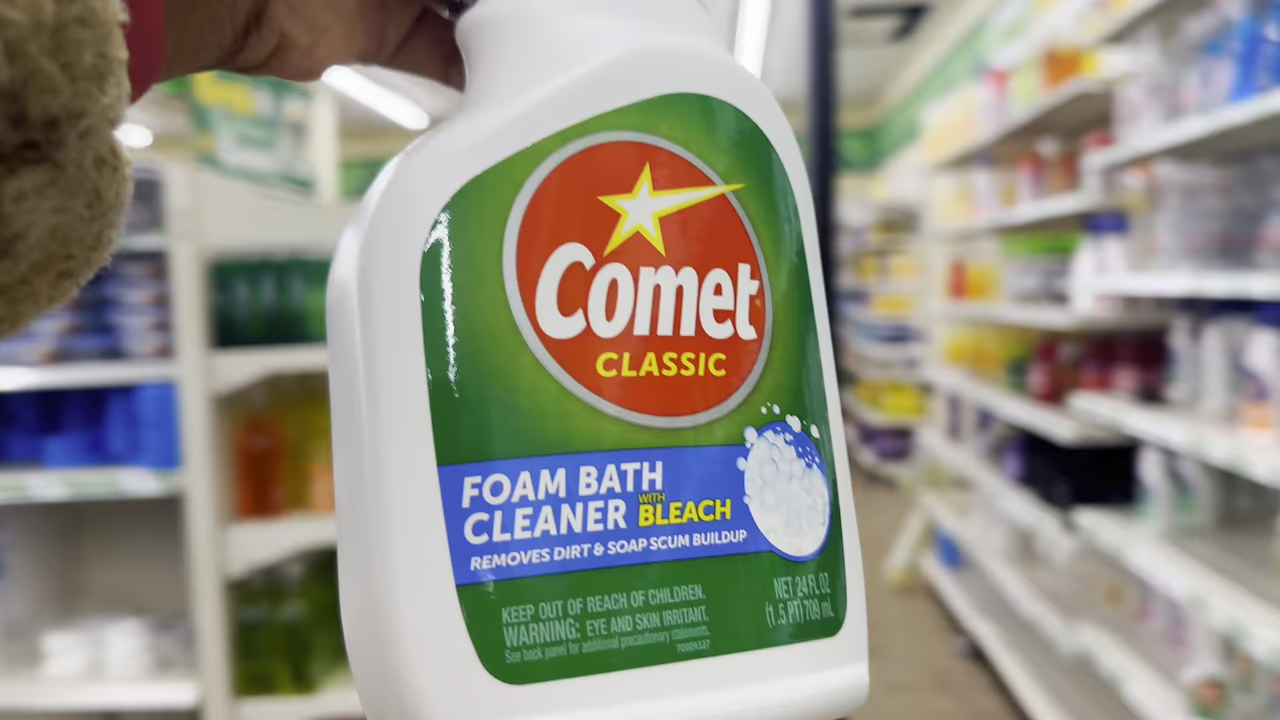 Comet
CLASSIC
FOAM BATH
CLEANER WITH BLEACH
REMOVES DIRT & SOAP SCUM BUILDUP
KEEP OUT OF REACH OF CHILDREN.
WARNING: EYE AND SKIN IRRITANT.
See back panel for additional precautionary statements.
70009327
NET 24 FL OZ
(1.5 PT) 709 mL